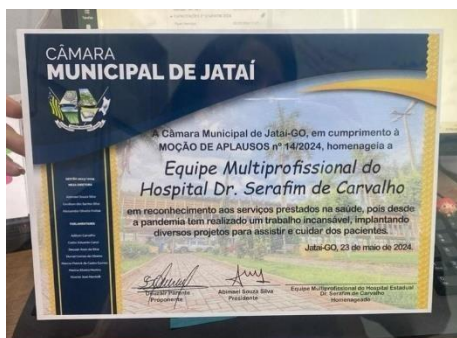 CÂMARA
MUNICIPAL DE JATAÍ
A Câmara Municipal de Jataí-GO, em cumprimento à
MOÇÃO DE APLAUSOS nº 14/2024, homenageia a
Equipe Multiprofissional do
Hospital Dr. Serafim de Carvalho
em reconhecimento aos serviços prestados na saúde, pois desde
a pandemia tem realizado um trabalho incansável, implantando
diversos projetos para assistir e cuidar dos pacientes.
Jataí-GO, 23 de maio de 2024.
Proponente
Abimael Souza Silva
Presidente
Equipe Multiprofissional do Hospital Estadual
Dr. Serafim de Carvalho
Homenageado